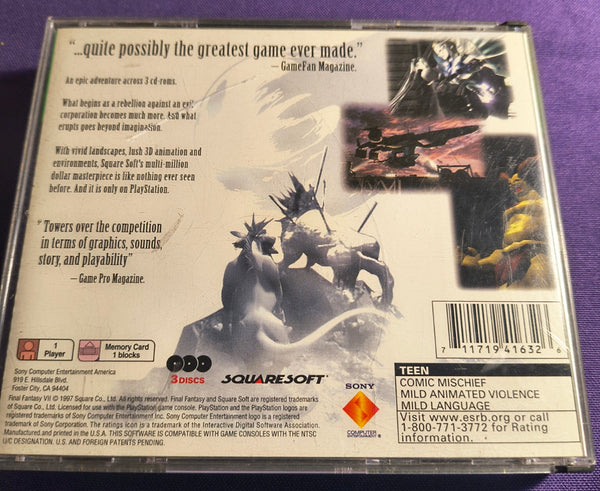 "...quite possibly the greatest game ever made."
— GameFan Magazine.
An epic adventure across 3 cd-roms.
What begins as a rebellion against an evil
corporation becomes much more. And what
erupts goes beyond imagination.
With vivid landscapes, lush 3D animation and
environments, Square Soft's multi-million
dollar masterpiece is like nothing ever seen
before. And it is only on PlayStation.
"Towers over the competition
in terms of graphics, sounds,
story, and playability"
— Game Pro Magazine.
1
Player
Memory Card
1 blocks
3 DISCS
SQUARESOFT
SONY
COMPUTER
ENTERTAINMENT
7 11719 41632 6
TEEN
COMIC MISCHIEF
MILD ANIMATED VIOLENCE
MILD LANGUAGE
Visit www.esrb.org or call
1-800-771-3772 for Rating
information.
Sony Computer Entertainment America
919 E. Hillsdale Blvd.
Foster City, CA 94404
Final Fantasy VII © 1997 Square Co., Ltd. All rights reserved. Final Fantasy and Square Soft are registered trademarks
of Square Co., Ltd. Licensed for use with the PlayStation game console. PlayStation and the PlayStation logos are
registered trademarks of Sony Computer Entertainment Inc. Sony Computer Entertainment logo is a registered
trademark of Sony Corporation. The ratings icon is a trademark of the Interactive Digital Software Association.
Manufactured and printed in the U.S.A. THIS SOFTWARE IS COMPATIBLE WITH GAME CONSOLES WITH THE NTSC
U/C DESIGNATION. U.S. AND FOREIGN PATENTS PENDING.